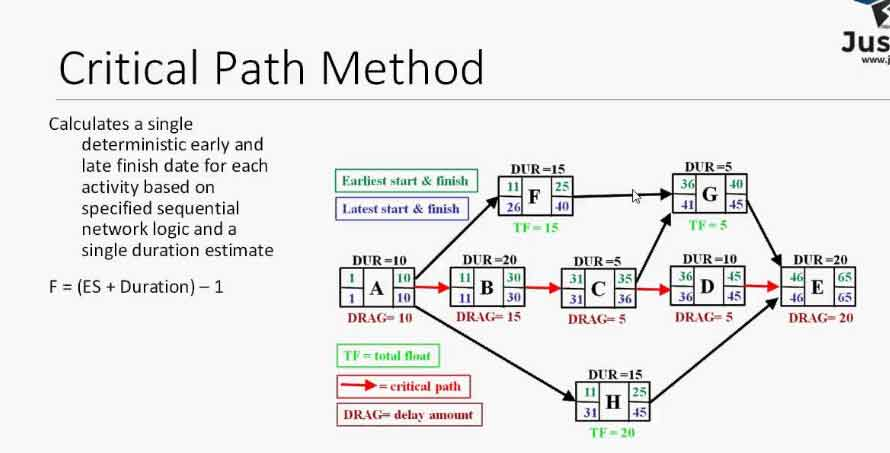 Jus
www.j
Critical Path Method
Calculates a single
deterministic early and
late finish date for each
activity based on
specified sequential
network logic and a
single duration estimate
F = (ES + Duration) – 1
Earliest start & finish
Latest start & finish
DUR =15
11 F 25
26 40
TF = 15
DUR =5
36 G 40
41 45
TF = 5
DUR =10
1 A 10
1 10
DRAG= 10
DUR =20
11 B 30
11 30
DRAG= 15
DUR =5
31 C 35
31 36
DRAG= 5
DUR =10
36 D 45
36 45
DRAG= 5
DUR =20
46 E 65
46 65
DRAG= 20
TF = total float
= critical path
DRAG= delay amount
DUR =15
11 H 25
31 45
TF = 20